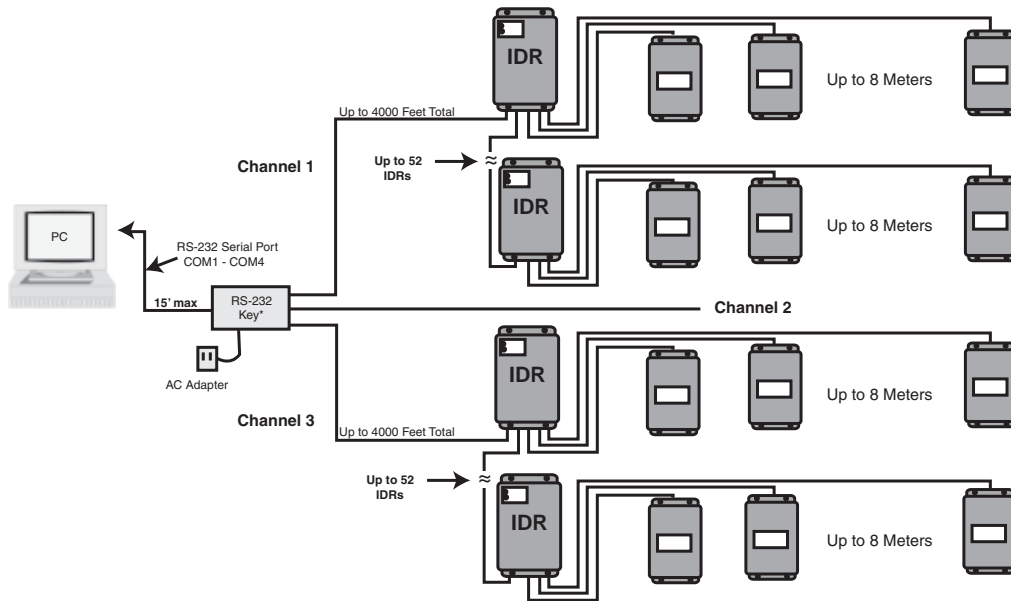 IDR
Up to 8 Meters
Up to 4000 Feet Total
Channel 1
Up to 52
IDRs
IDR
Up to 8 Meters
PC
RS-232 Serial Port
COM1 - COM4
15' max
RS-232
Key*
Channel 2
AC Adapter
IDR
Up to 8 Meters
Channel 3
Up to 4000 Feet Total
Up to 52
IDRs
IDR
Up to 8 Meters